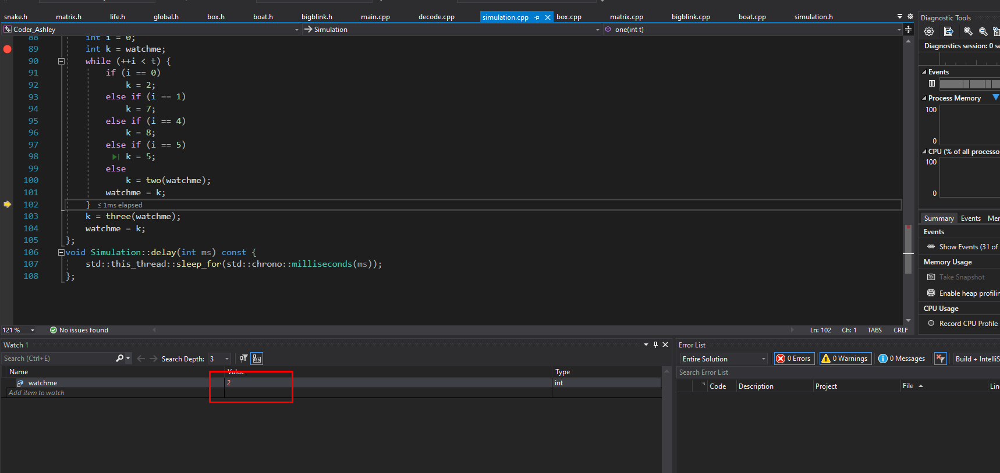 snake.h matrix.h life.h global.h box.h boat.h bigblink.h main.cpp decode.cpp simulation.cpp box.cpp matrix.cpp bigblink.cpp boat.cpp simulation.h
Coder_Ashley Simulation one(int t)
88 int i = 0;
89 int k = watchme;
90 while (++i < t) {
91 if (i == 0)
92 k = 2;
93 else if (i == 1)
94 k = 7;
95 else if (i == 4)
96 k = 8;
97 else if (i == 5)
98 k = 5;
99 else
100 k = two(watchme);
101 watchme = k;
102 } ≤ 1ms elapsed
103 k = three(watchme);
104 watchme = k;
105 };
106 void Simulation::delay(int ms) const {
107 std::this_thread::sleep_for(std::chrono::milliseconds(ms));
108 };
121 % No issues found Ln: 102 Ch: 1 TABS CRLF
Diagnostic Tools
Diagnostics session: 0 se
Events
Process Memory
100
0
CPU (% of all processo
100
0
Summary Events Mer
Events
Show Events (31 of
Memory Usage
Take Snapshot
Enable heap profilin
CPU Usage
Record CPU Profile
Watch 1
Search (Ctrl+E) Search Depth: 3
Name Value Type
watchme 2 int
Add item to watch
Error List
Entire Solution 0 Errors 0 Warnings 0 Messages Build + IntelliS
Search Error List
Code Description Project File Lin